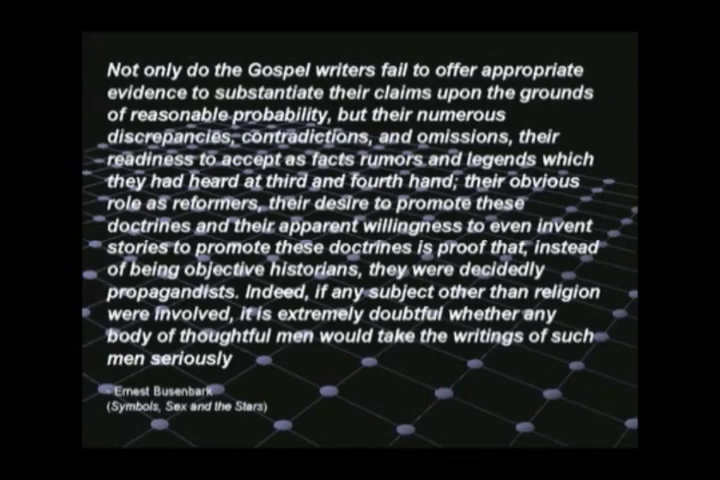 Not only do the Gospel writers fail to offer appropriate
evidence to substantiate their claims upon the grounds
of reasonable probability, but their numerous
discrepancies, contradictions, and omissions, their
readiness to accept as facts rumors and legends which
they had heard at third and fourth hand; their obvious
role as reformers, their desire to promote these
doctrines and their apparent willingness to even invent
stories to promote these doctrines is proof that, instead
of being objective historians, they were decidedly
propagandists. Indeed, if any subject other than religion
were involved, it is extremely doubtful whether any
body of thoughtful men would take the writings of such
men seriously
- Ernest Busenbark
(Symbols, Sex and the Stars)